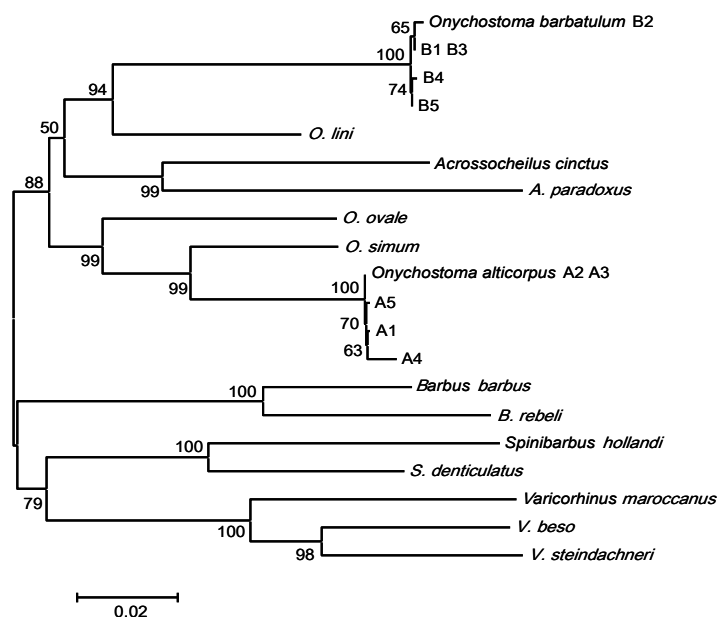 65
Onychostoma barbatulum B2
B1 B3
100
B4
94
74
B5
50
O. lini
Acrossocheilus cinctus
88
99
A. paradoxus
O. ovale
O. simum
99
Onychostoma alticorpus A2 A3
99
100
A5
70
A1
63
A4
Barbus barbus
100
B. rebeli
Spinibarbus hollandi
100
S. denticulatus
79
Varicorhinus maroccanus
100
V. beso
98
V. steindachneri
0.02